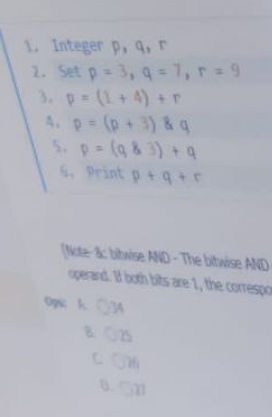 1. Integer p, q, r
2. Set p = 3, q = 7, r = 9
3. p = (1 + 4) + r
4. p = (p + 3) & q
5. p = (q & 3) + q
6. Print p + q + r
[Note- &: bitwise AND - The bitwise AND
operand. If both bits are 1, the correspo
Ops: A. 24
B. 25
C. 26
D. 27